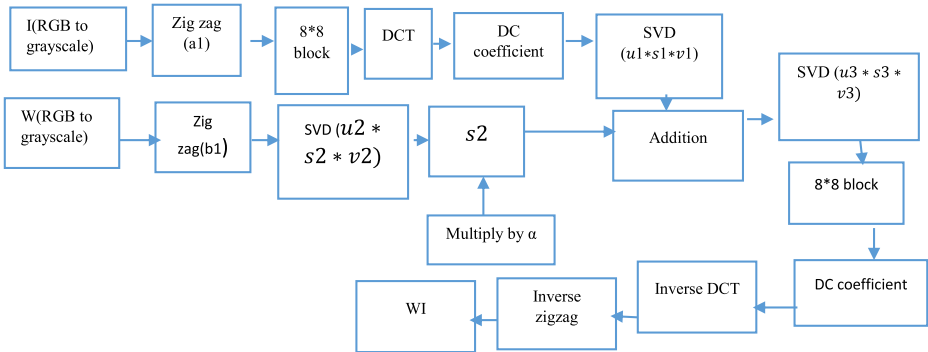 I(RGB to
grayscale)
Zig zag
(a1)
8*8
block
DCT
DC
coefficient
SVD
(u1*s1*v1)
SVD (u3 * s3 *
v3)
W(RGB to
grayscale)
Zig
zag(b1)
SVD (u2 *
s2 * v2)
s2
Addition
8*8 block
Multiply by α
DC coefficient
Inverse DCT
Inverse
zigzag
WI